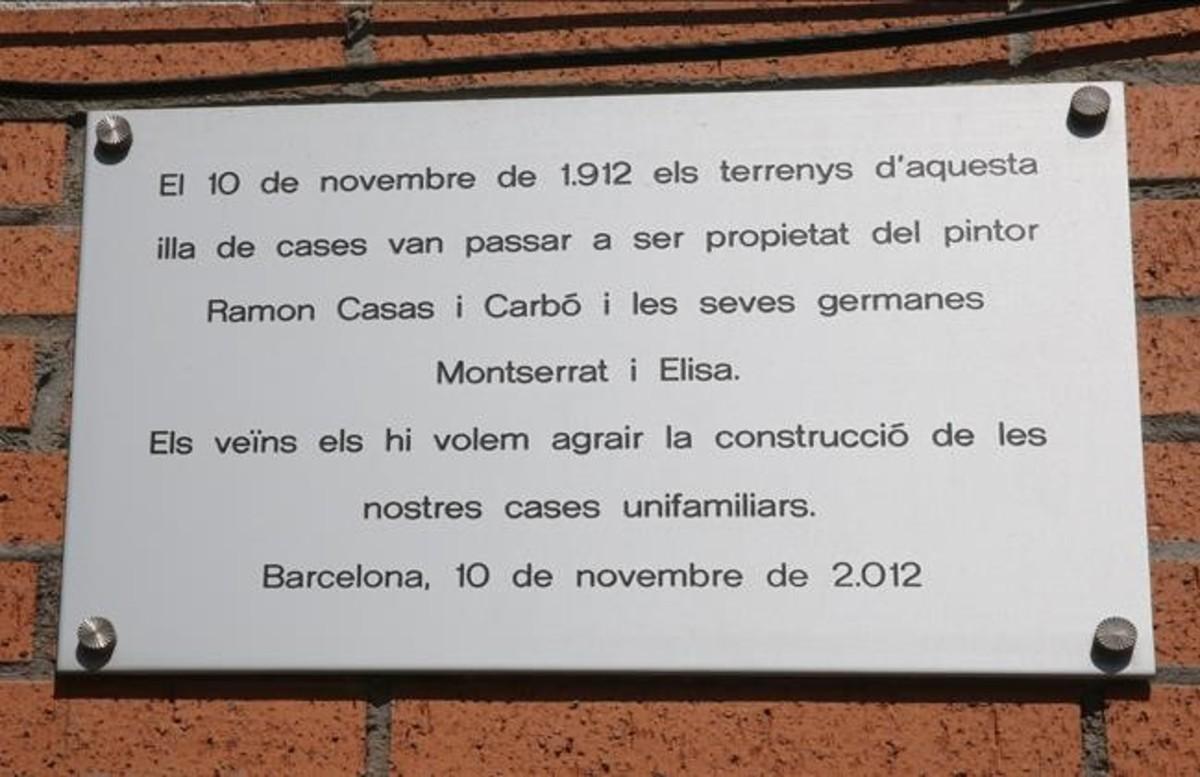 El 10 de novembre de 1.912 els terrenys d'aquesta
illa de cases van passar a ser propietat del pintor
Ramon Casas i Carbó i les seves germanes
Montserrat i Elisa.
Els veïns els hi volem agrair la construcció de les
nostres cases unifamiliars.
Barcelona, 10 de novembre de 2.012